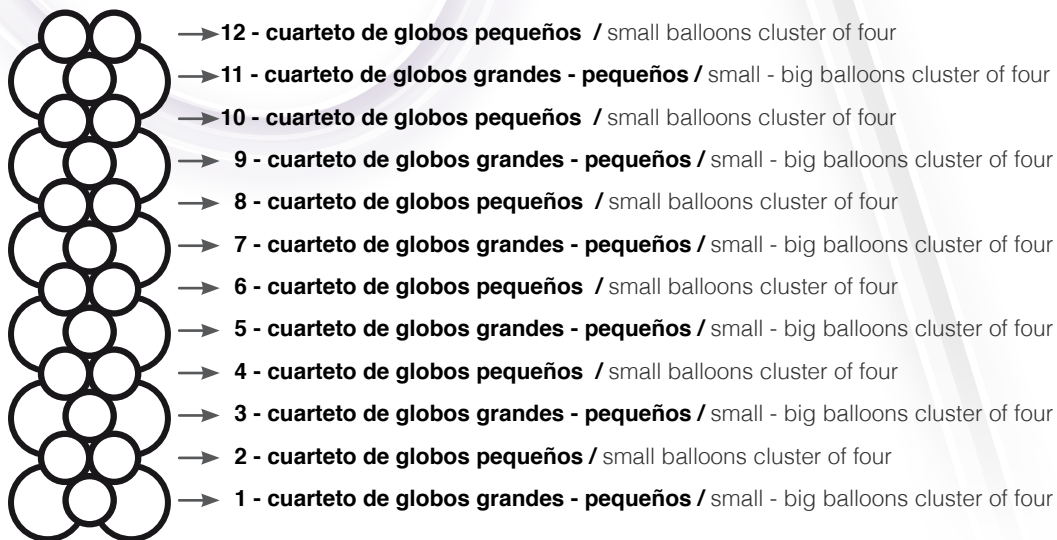 12 - cuarteto de globos pequeños / small balloons cluster of four
11 - cuarteto de globos grandes - pequeños / small - big balloons cluster of four
10 - cuarteto de globos pequeños / small balloons cluster of four
9 - cuarteto de globos grandes - pequeños / small - big balloons cluster of four
8 - cuarteto de globos pequeños / small balloons cluster of four
7 - cuarteto de globos grandes - pequeños / small - big balloons cluster of four
6 - cuarteto de globos pequeños / small balloons cluster of four
5 - cuarteto de globos grandes - pequeños / small - big balloons cluster of four
4 - cuarteto de globos pequeños / small balloons cluster of four
3 - cuarteto de globos grandes - pequeños / small - big balloons cluster of four
2 - cuarteto de globos pequeños / small balloons cluster of four
1 - cuarteto de globos grandes - pequeños / small - big balloons cluster of four